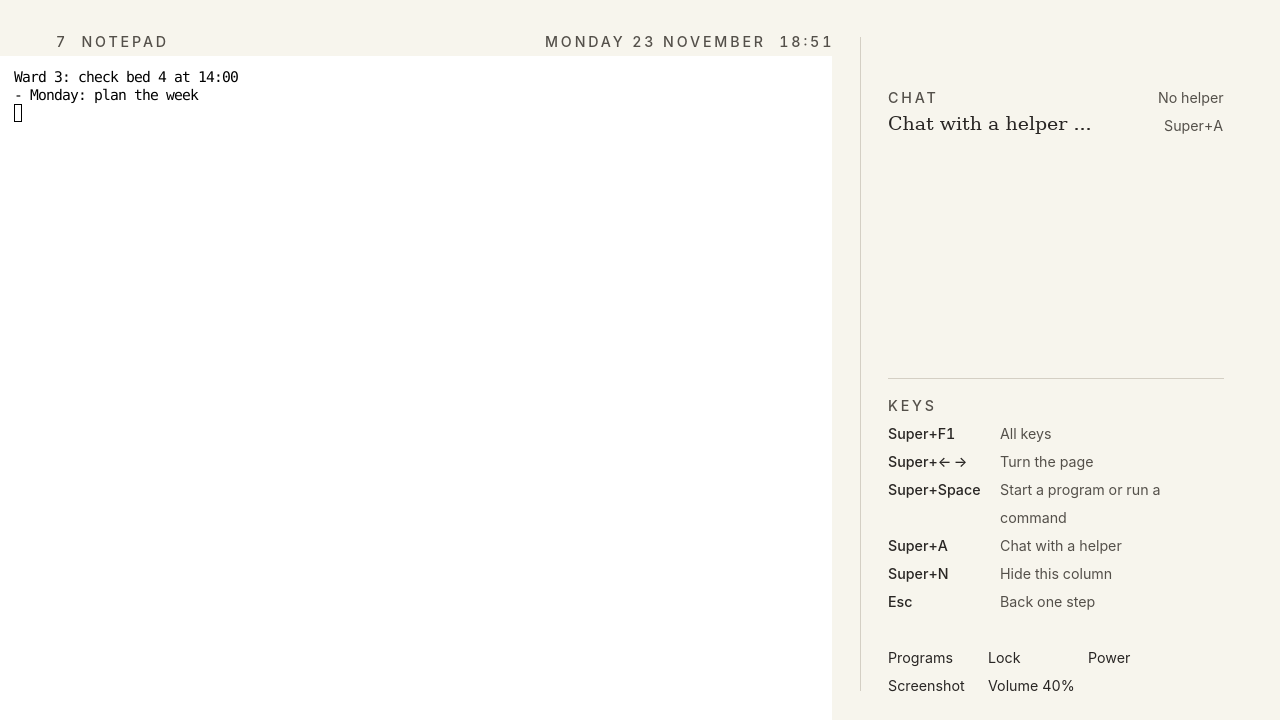 7 NOTEPAD
MONDAY 23 NOVEMBER 18:51
Ward 3: check bed 4 at 14:00
- Monday: plan the week
CHAT No helper
Chat with a helper ... Super+A
KEYS
Super+F1 All keys
Super+← → Turn the page
Super+Space Start a program or run a
command
Super+A Chat with a helper
Super+N Hide this column
Esc Back one step
Programs Lock Power
Screenshot Volume 40%